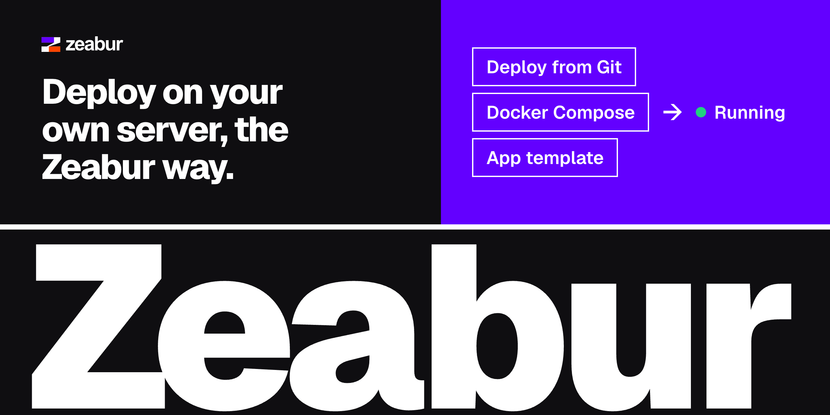 zeabur
Deploy on your
own server, the
Zeabur way.
Deploy from Git
Docker Compose
App template
→ Running
Zeabur